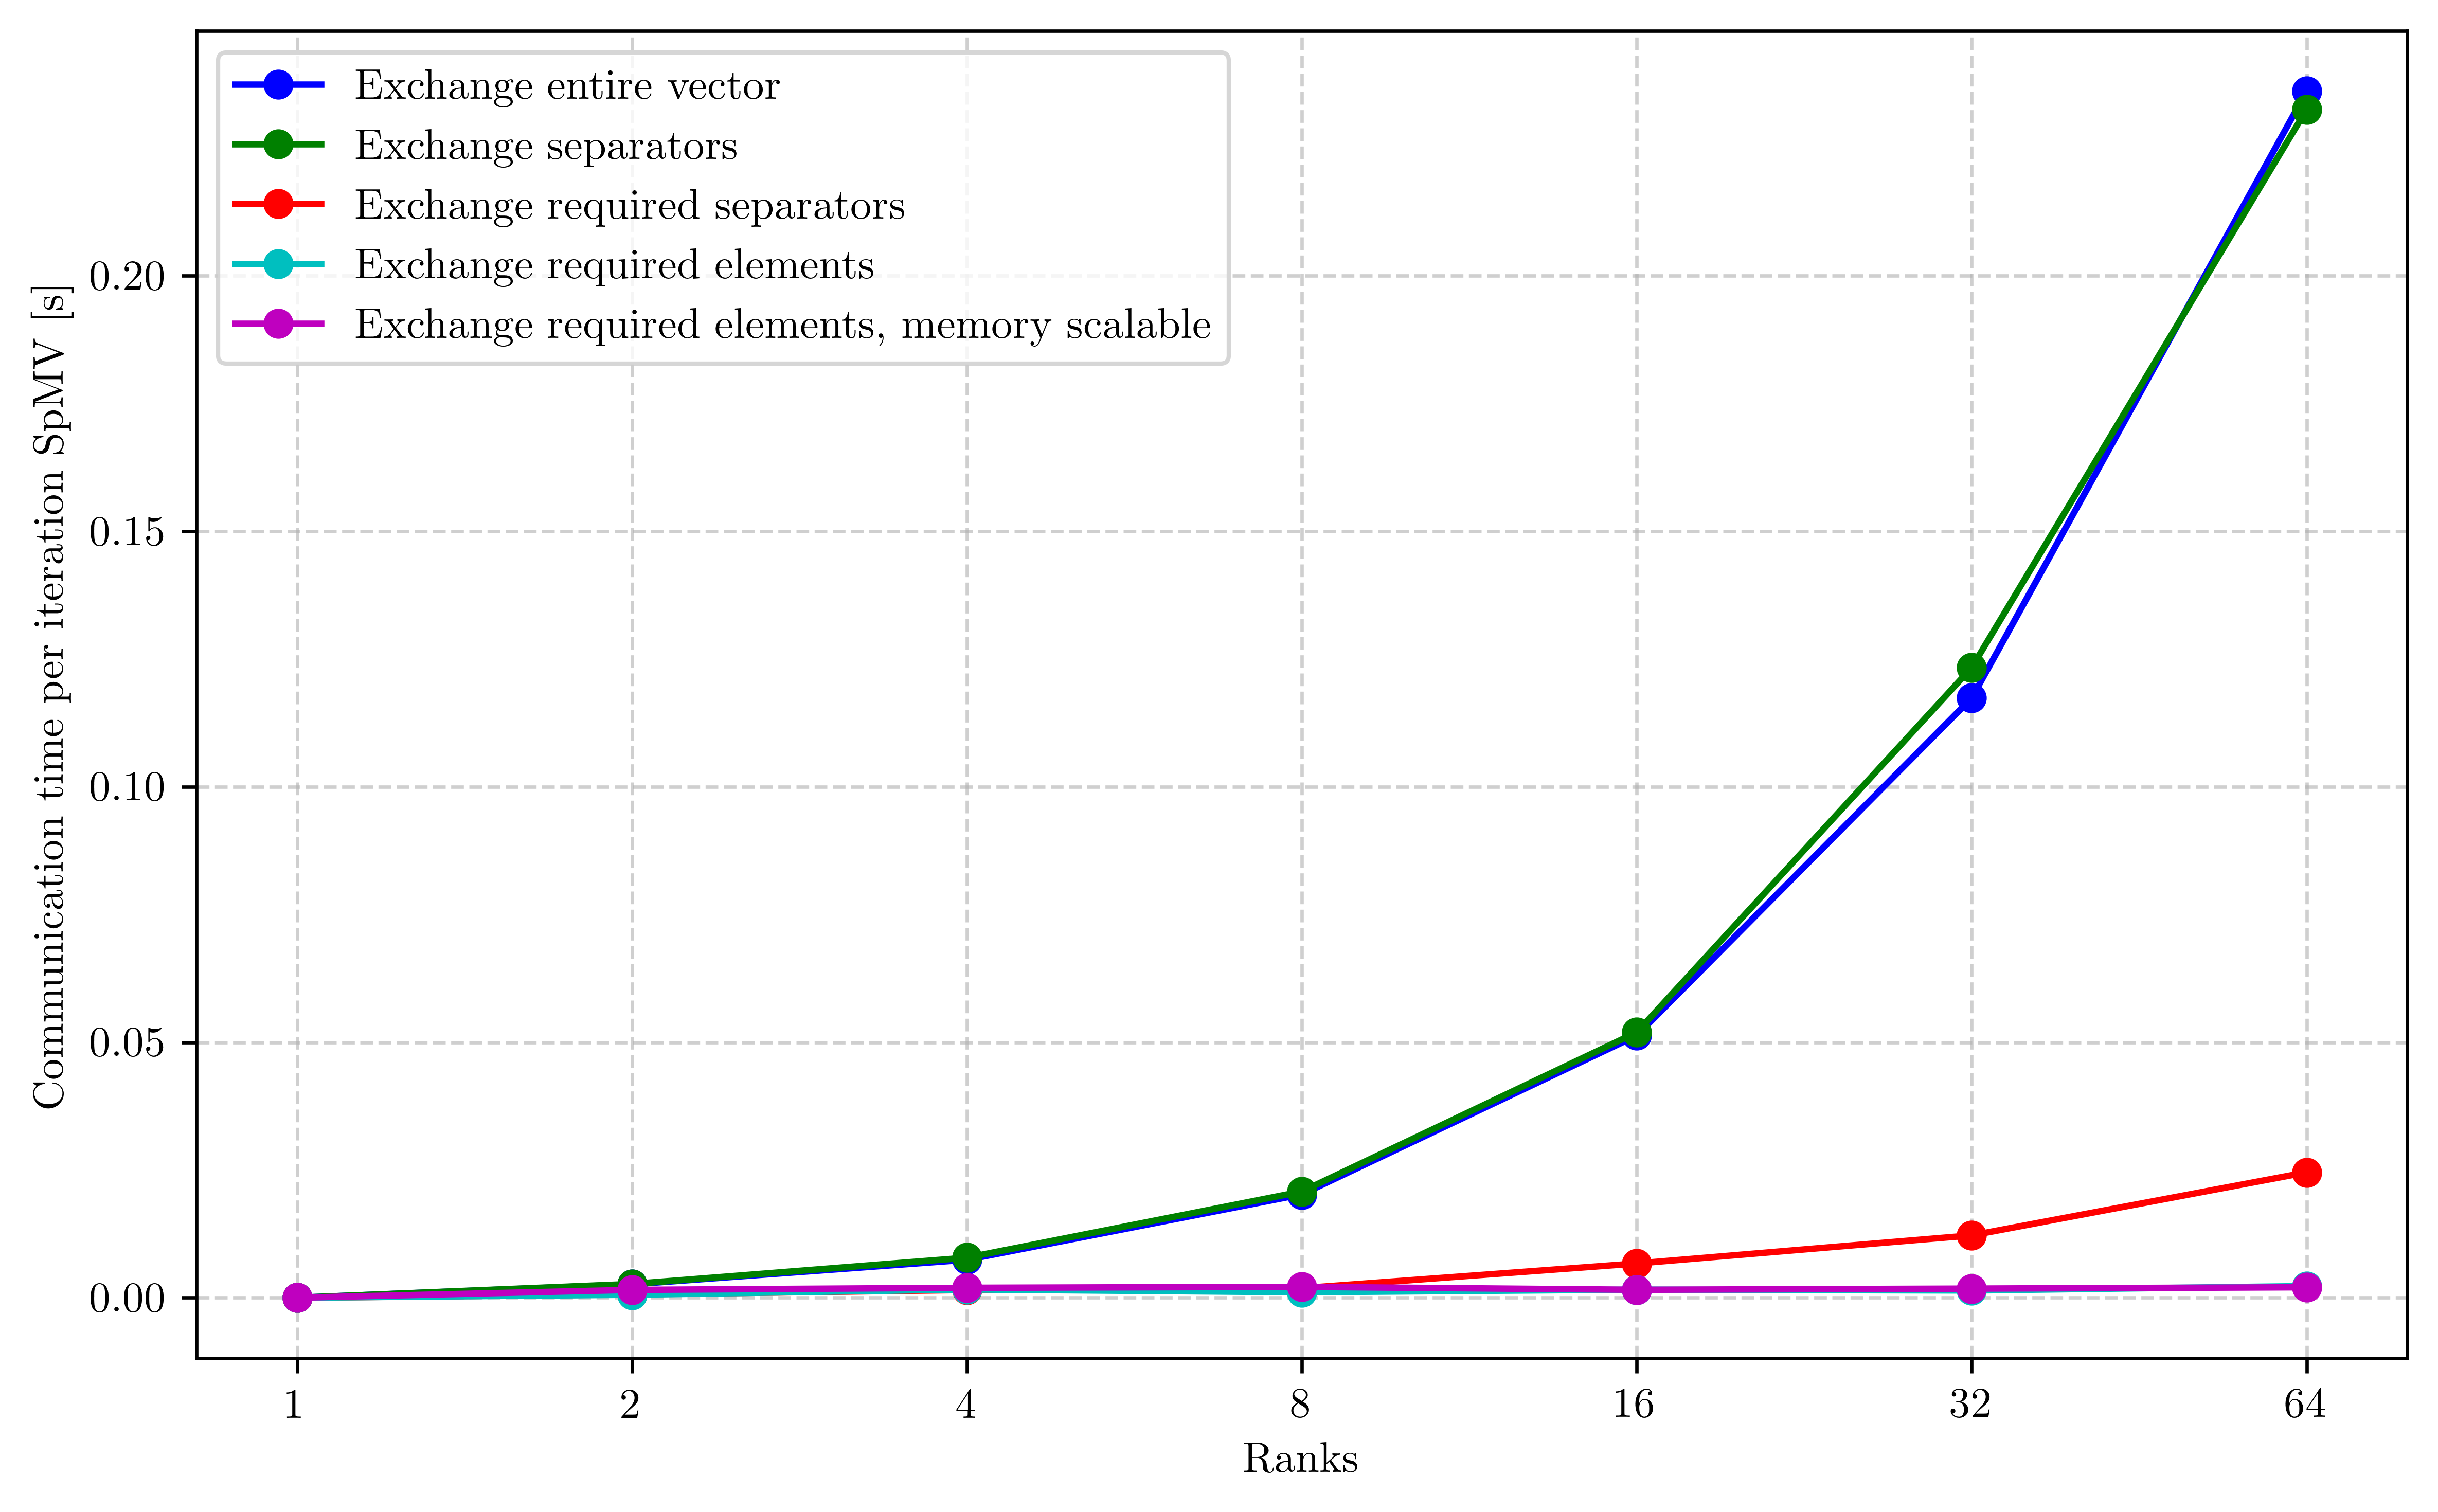 Exchange entire vector
Exchange separators
Exchange required separators
Exchange required elements
Exchange required elements, memory scalable
Communication time per iteration SpMV [s]
0.20
0.15
0.10
0.05
0.00
1 2 4 8 16 32 64
Ranks